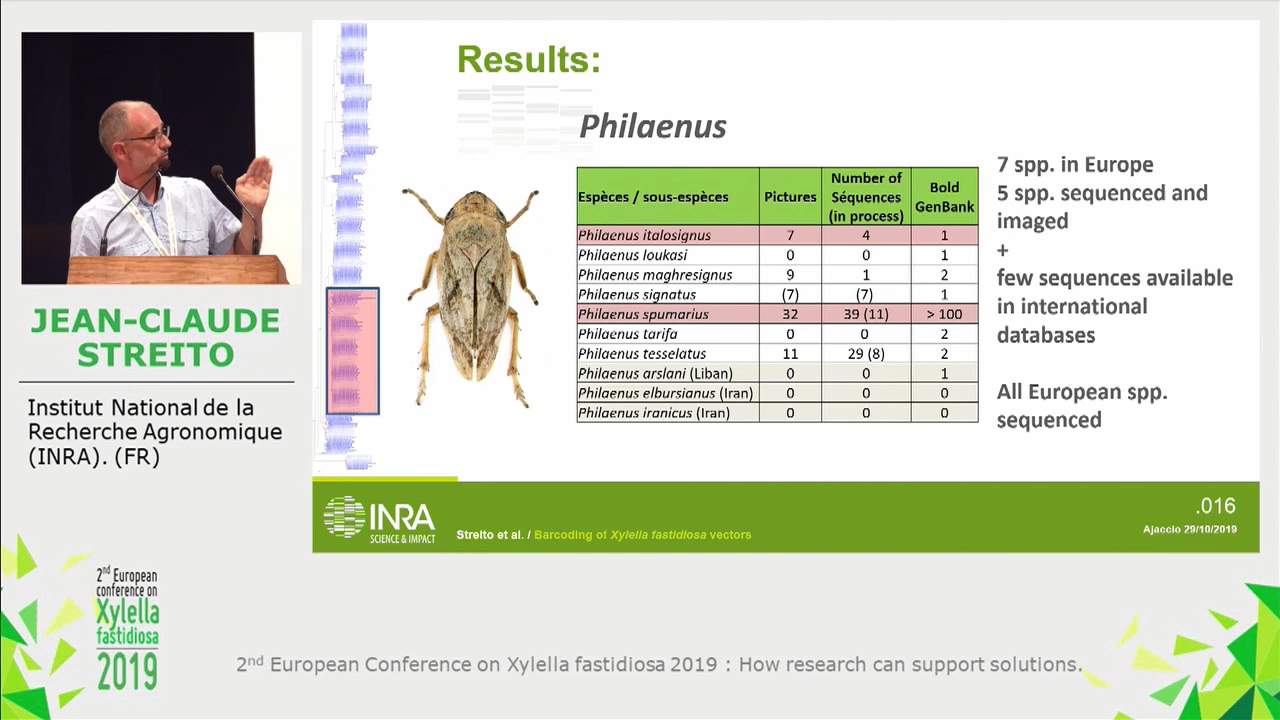 Results:
Philaenus
Espèces / sous-espèces Pictures Number of Séquences (in process) Bold GenBank
Philaenus italosignus 7 4 1
Philaenus loukasi 0 0 1
Philaenus maghresignus 9 1 2
Philaenus signatus (7) (7) 1
Philaenus spumarius 32 39 (11) > 100
Philaenus tarifa 0 0 2
Philaenus tesselatus 11 29 (8) 2
Philaenus arslani (Liban) 0 0 1
Philaenus elbursianus (Iran) 0 0 0
Philaenus iranicus (Iran) 0 0 0
7 spp. in Europe
5 spp. sequenced and
imaged
+
few sequences available
in international
databases
All European spp.
sequenced
JEAN-CLAUDE
STREITO
Institut National de la
Recherche Agronomique
(INRA). (FR)
INRA
SCIENCE & IMPACT
Streito et al. / Barcoding of Xylella fastidiosa vectors
.016
Ajaccio 29/10/2019
2nd European
conference on
Xylella
fastidiosa
2019
2nd European Conference on Xylella fastidiosa 2019 : How research can support solutions.